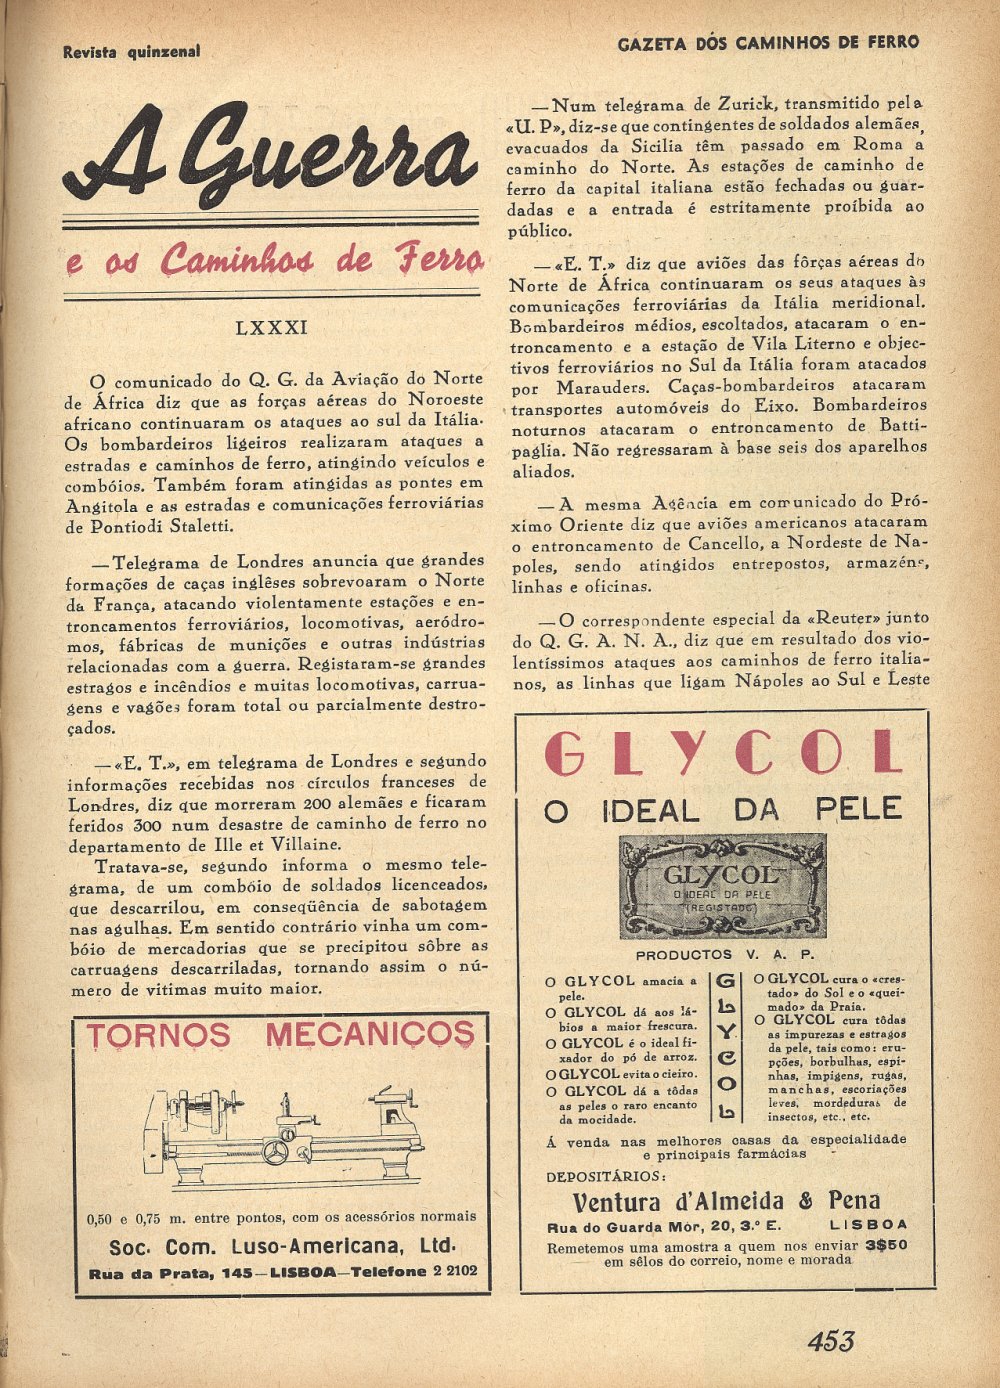 Revista quinzenal
GAZETA DOS CAMINHOS DE FERRO
A Guerra
e os Caminhos de Ferro
LXXXI
O comunicado do Q. G. da Aviação do Norte
de África diz que as forças aéreas do Noroeste
africano continuaram os ataques ao sul da Itália.
Os bombardeiros ligeiros realizaram ataques a
estradas e caminhos de ferro, atingindo veículos e
combóios. Também foram atingidas as pontes em
Angitola e as estradas e comunicações ferroviárias
de Pontiodi Staletti.
—Telegrama de Londres anuncia que grandes
formações de caças inglêses sobrevoaram o Norte
da França, atacando violentamente estações e en-
troncamentos ferroviários, locomotivas, aeródro-
mos, fábricas de munições e outras indústrias
relacionadas com a guerra. Registaram-se grandes
estragos e incêndios e muitas locomotivas, carrua-
gens e vagões foram total ou parcialmente destro-
çados.
—«E. T.», em telegrama de Londres e segundo
informações recebidas nos círculos franceses de
Londres, diz que morreram 200 alemães e ficaram
feridos 300 num desastre de caminho de ferro no
departamento de Ille et Villaine.
Tratava-se, segundo informa o mesmo tele-
grama, de um combóio de soldados licenceados,
que descarrilou, em conseqüência de sabotagem
nas agulhas. Em sentido contrário vinha um com-
bóio de mercadorias que se precipitou sôbre as
carruagens descarriladas, tornando assim o nú-
mero de vitimas muito maior.
TORNOS MECANICOS
0,50 e 0,75 m. entre pontos, com os acessórios normais
Soc. Com. Luso-Americana, Ltd.
Rua da Prata, 145—LISBOA—Telefone 2 2102
—Num telegrama de Zurick, transmitido pela
«U. P», diz-se que contingentes de soldados alemães,
evacuados da Sicilia têm passado em Roma a
caminho do Norte. As estações de caminho de
ferro da capital italiana estão fechadas ou guar-
dadas e a entrada é estritamente proíbida ao
público.
—«E. T.» diz que aviões das fôrças aéreas do
Norte de África continuaram os seus ataques às
comunicações ferroviárias da Itália meridional.
Bombardeiros médios, escoltados, atacaram o en-
troncamento e a estação de Vila Literno e objec-
tivos ferroviários no Sul da Itália foram atacados
por Marauders. Caças-bombardeiros atacaram
transportes automóveis do Eixo. Bombardeiros
noturnos atacaram o entroncamento de Batti-
paglia. Não regressaram à base seis dos aparelhos
aliados.
—A mesma Agência em comunicado do Pró-
ximo Oriente diz que aviões americanos atacaram
o entroncamento de Cancello, a Nordeste de Na-
poles, sendo atingidos entrepostos, armazéns,
linhas e oficinas.
—O correspondente especial da «Reuter» junto
do Q. G. A. N. A., diz que em resultado dos vio-
lentíssimos ataques aos caminhos de ferro italia-
nos, as linhas que ligam Nápoles ao Sul e Leste
GLYCOL
O IDEAL DA PELE
GLYCOL
O IDEAL DA PELE
(REGISTADO)
PRODUCTOS V. A. P.
O GLYCOL amacia a
pele.
O GLYCOL dá aos lá-
bios a maior frescura.
O GLYCOL é o ideal fi-
xador do pó de arroz.
O GLYCOL evita o cieiro.
O GLYCOL dá a tôdas
as peles o raro encanto
da mocidade.
GLYCOL
O GLYCOL cura o «cres-
tado» do Sol e o «quei-
mado» da Praia.
O GLYCOL cura tôdas
as impurezas e estragos
da pele, tais como: eru-
pções, borbulhas, espi-
nhas, impigens, rugas,
manchas, escoriações
leves, mordeduras de
insectos, etc., etc.
Á venda nas melhores casas da especialidade
e principais farmácias
DEPOSITÁRIOS:
Ventura d'Almeida & Pena
Rua do Guarda Mór, 20, 3.º E. LISBOA
Remetemos uma amostra a quem nos enviar 3$50
em sêlos do correio, nome e morada
453